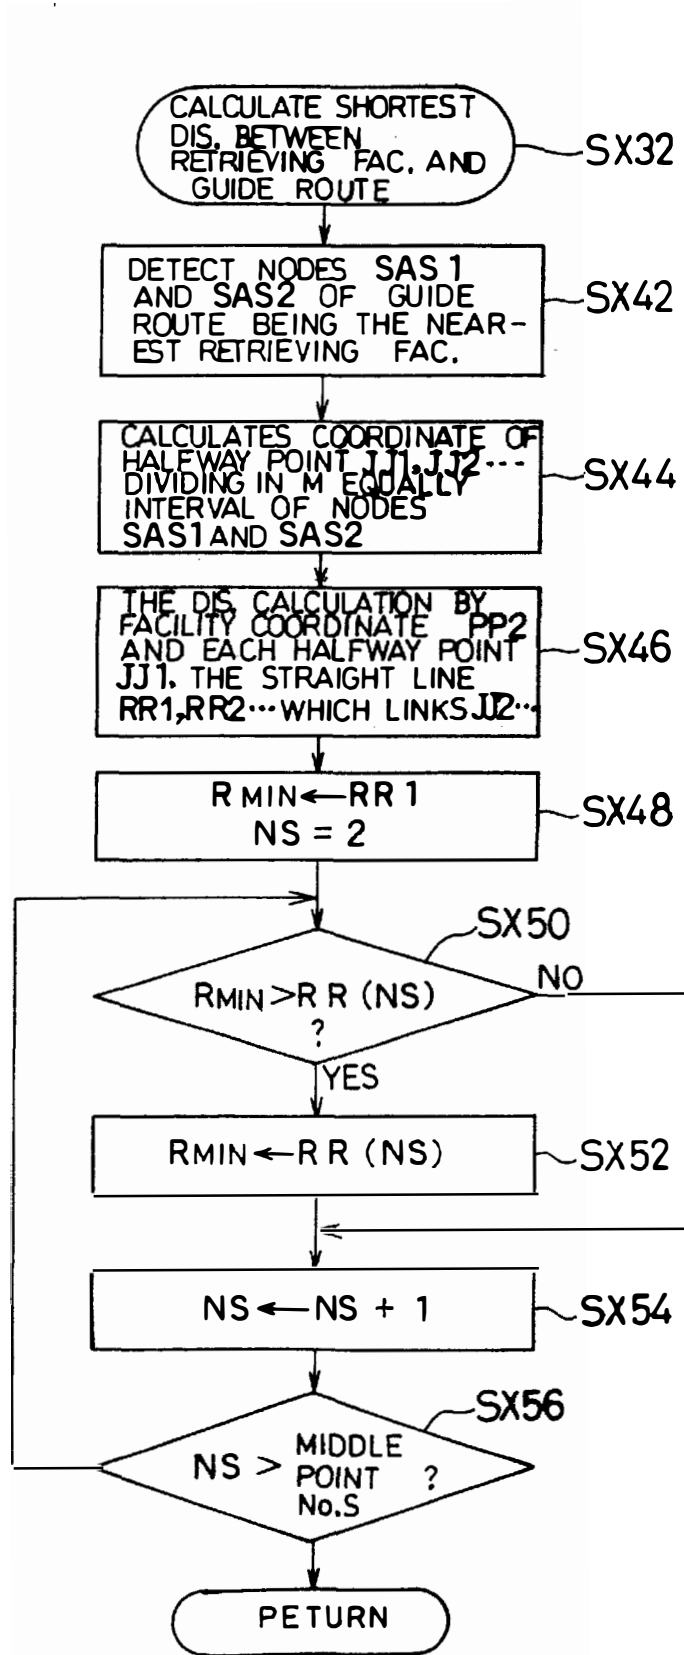 CALCULATE SHORTEST
DIS. BETWEEN
RETRIEVING FAC. AND
GUIDE ROUTE
SX32
DETECT NODES SAS1
AND SAS2 OF GUIDE
ROUTE BEING THE NEAR-
EST RETRIEVING FAC.
SX42
CALCULATES COORDINATE OF
HALFWAY POINT JJ1, JJ2---
DIVIDING IN M EQUALLY
INTERVAL OF NODES
SAS1 AND SAS2
SX44
THE DIS. CALCULATION BY
FACILITY COORDINATE PP2
AND EACH HALFWAY POINT
JJ1. THE STRAIGHT LINE
RR1,RR2··· WHICH LINKS JJ2···
SX46
RMIN←RR1
NS = 2
SX48
SX50
RMIN>RR(NS)
?
NO
YES
RMIN←RR(NS)
SX52
NS←NS + 1
SX54
SX56
NS > MIDDLE
POINT ?
No.S
PETURN